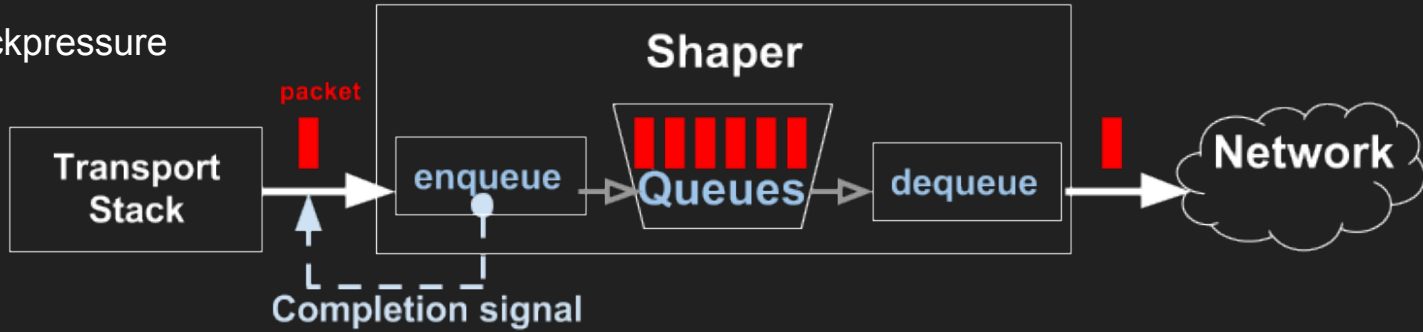 ckpressure
Shaper
packet
Transport
Stack
enqueue
Queues
dequeue
Network
Completion signal